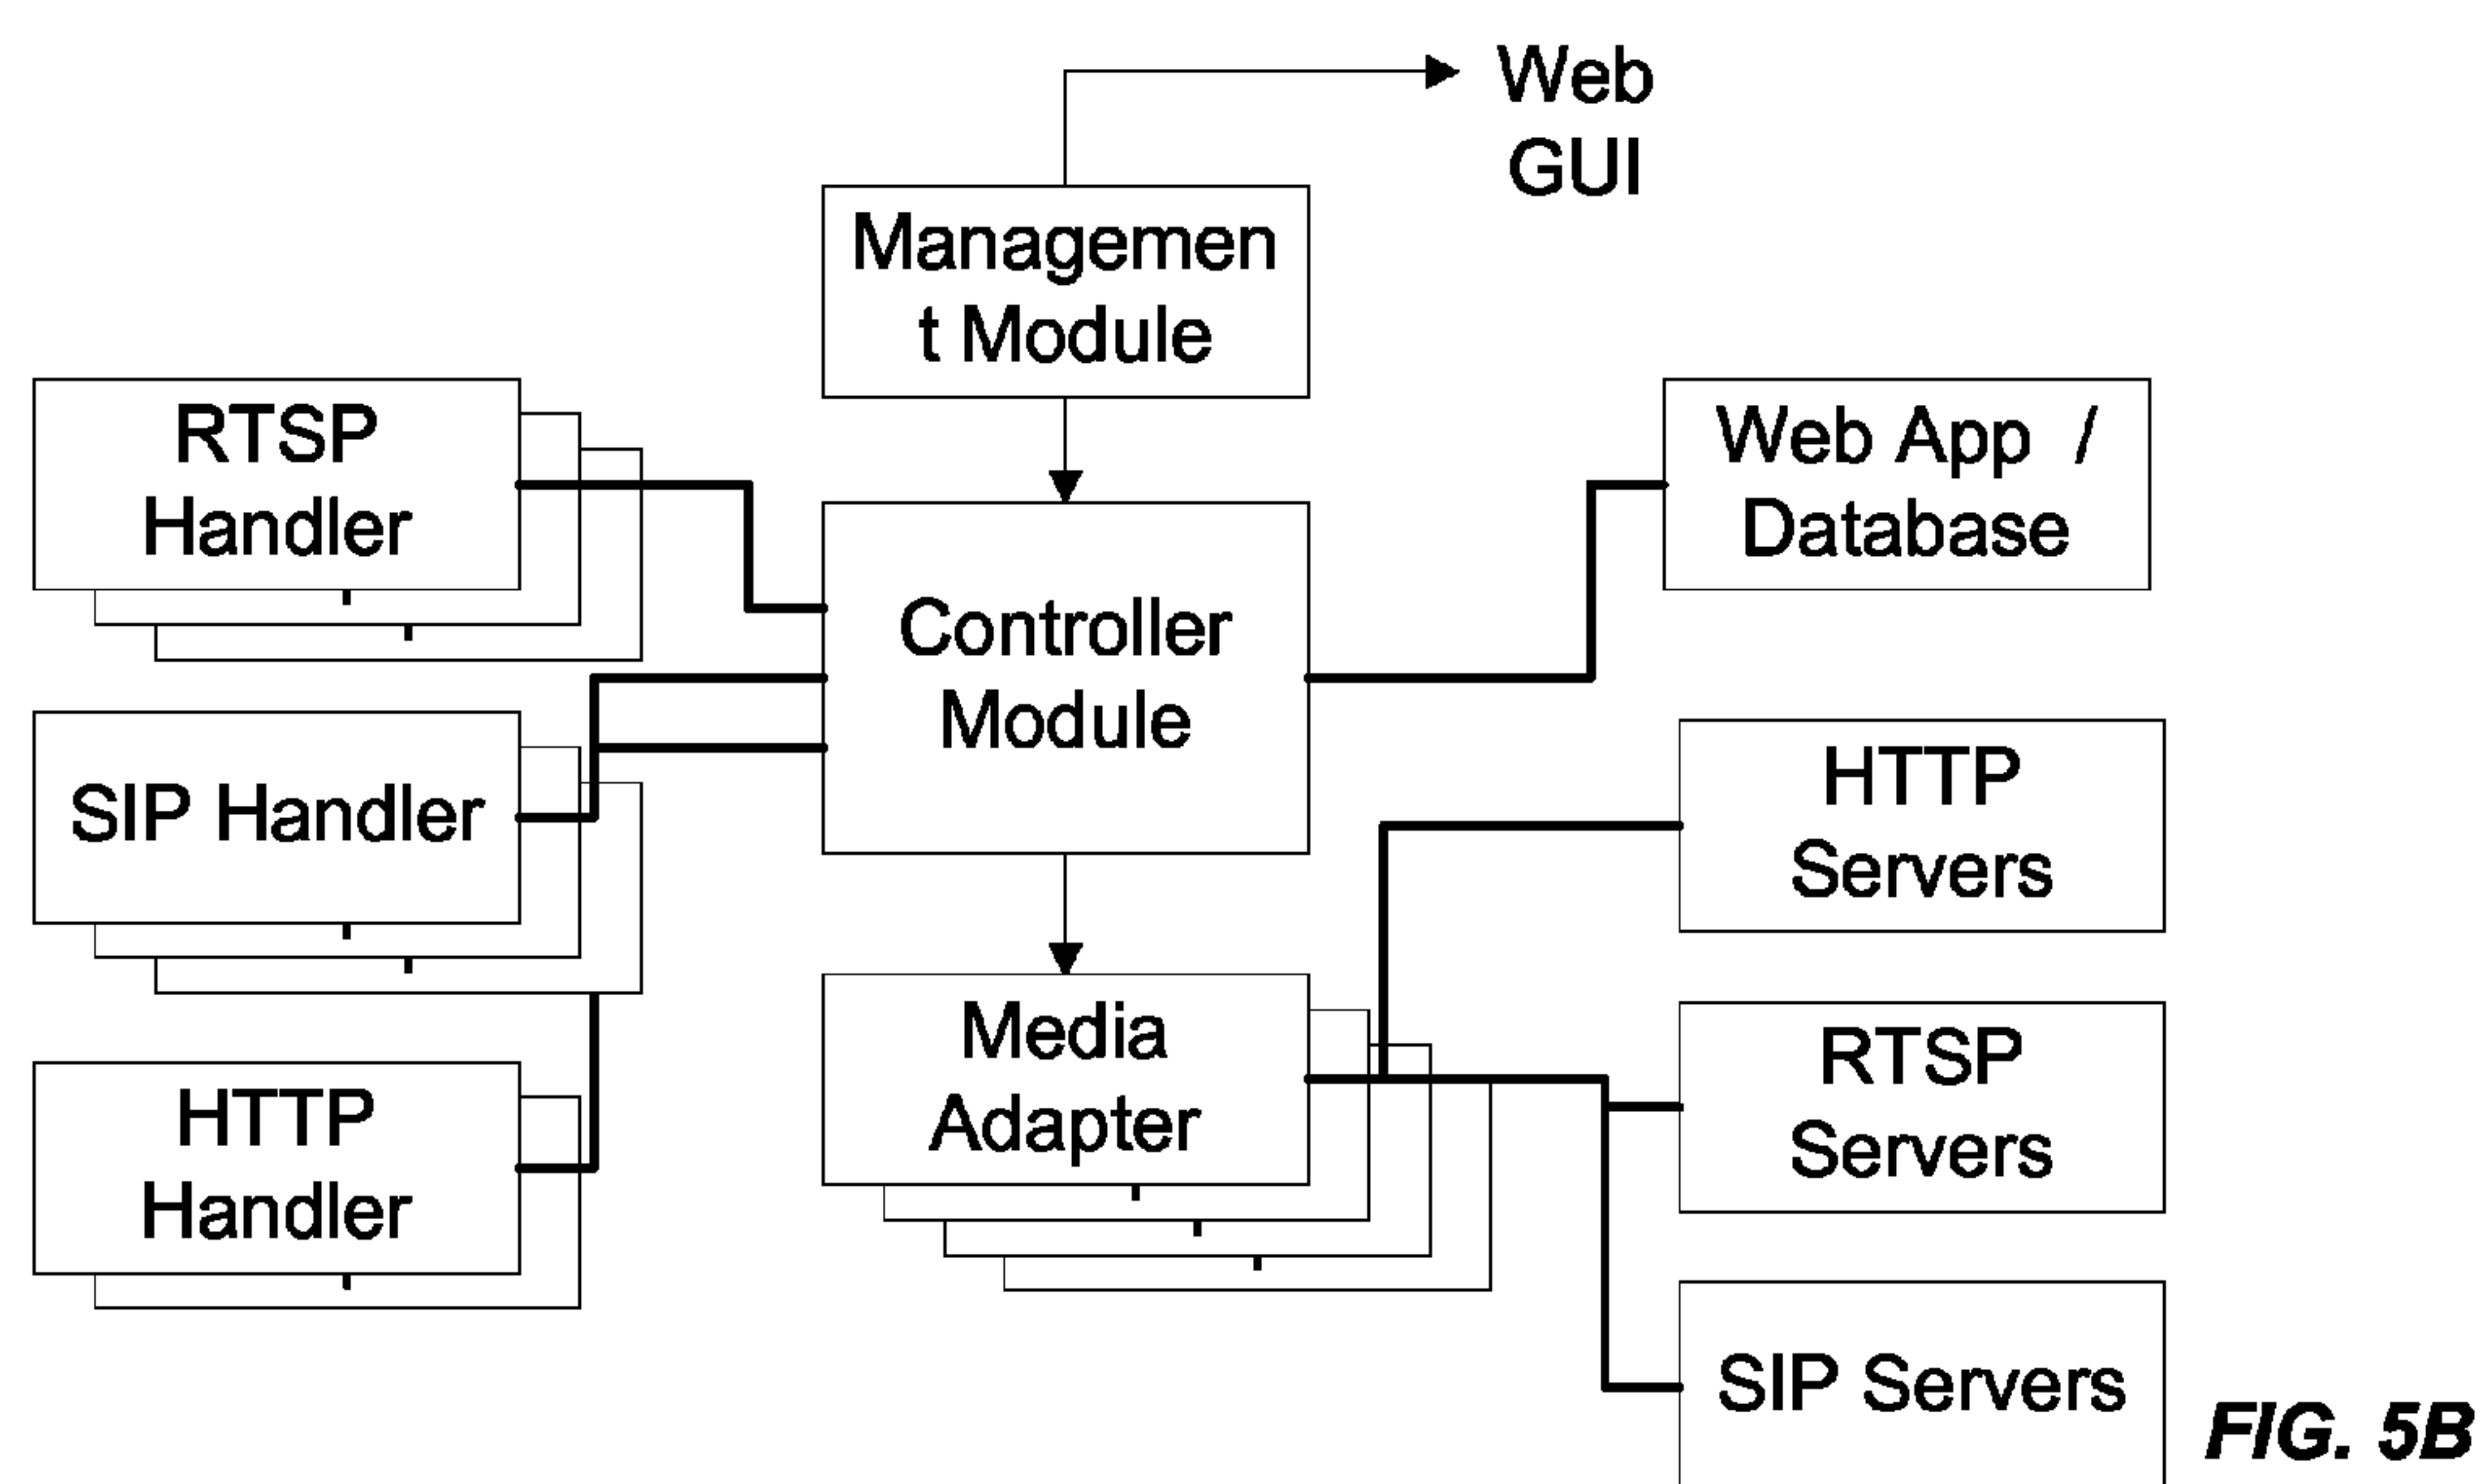 Web
GUI
Managemen
t Module
RTSP
Handler
Web App /
Database
Controller
Module
SIP Handler
HTTP
Servers
Media
Adapter
RTSP
Servers
HTTP
Handler
SIP Servers
FIG. 5B